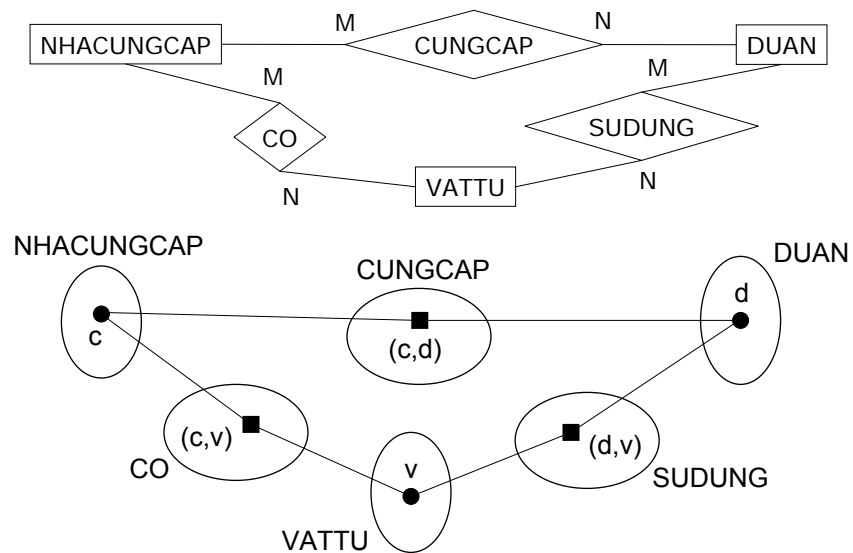 M
N
NHACUNGCAP
CUNGCAP
DUAN
M
M
CO
SUDUNG
N
VATTU
N
NHACUNGCAP
CUNGCAP
DUAN
d
c
(c,d)
(c,v)
v
(d,v)
CO
SUDUNG
VATTU